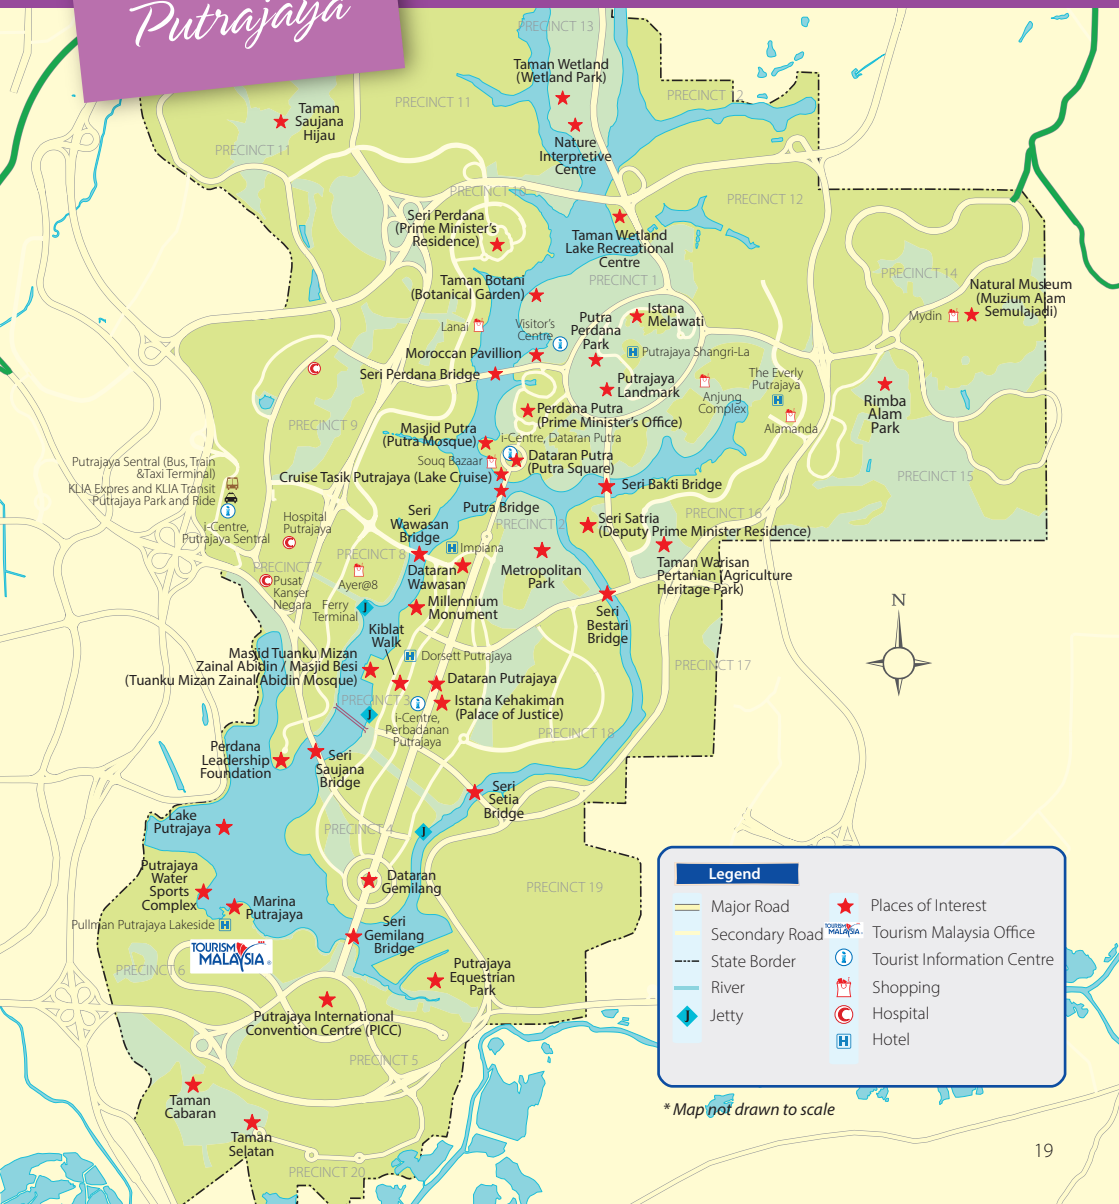 Putrajaya
PRECINCT 13
Taman Wetland
(Wetland Park)
PRECINCT 11
PRECINCT 12
Taman
Saujana
Hijau
PRECINCT 11
Nature
Interpretive
Centre
PRECINCT 10
PRECINCT 12
Seri Perdana
(Prime Minister's
Residence)
Taman Wetland
Lake Recreational
Centre
PRECINCT 1
PRECINCT 14
Taman Botani
(Botanical Garden)
Natural Museum
(Muzium Alam
Semulajadi)
Mydin
Istana
Melawati
Putra
Perdana
Park
Lanai
Visitor's
Centre
Moroccan Pavillion
Putrajaya Shangri-La
Seri Perdana Bridge
Putrajaya
Landmark
Anjung
Complex
The Everly
Putrajaya
Alamanda
Rimba
Alam
Park
Perdana Putra
(Prime Minister's Office)
PRECINCT 9
Masjid Putra
(Putra Mosque)
i-Centre, Dataran Putra
Souq Bazaar
Dataran Putra
(Putra Square)
Putrajaya Sentral (Bus, Train
&Taxi Terminal)
KLIA Expres and KLIA Transit
Putrajaya Park and Ride
Cruise Tasik Putrajaya (Lake Cruise)
Seri Bakti Bridge
PRECINCT 15
i-Centre,
Putrajaya Sentral
Hospital
Putrajaya
Seri
Wawasan
Bridge
Putra Bridge
PRECINCT 2
PRECINCT 16
Seri Satria
(Deputy Prime Minister Residence)
PRECINCT 8
Impiana
PRECINCT 7
Pusat
Kanser
Negara
Ayer@8
Dataran
Wawasan
Metropolitan
Park
Taman Warisan
Pertanian (Agriculture
Heritage Park)
Ferry
Terminal
Millennium
Monument
Seri
Bestari
Bridge
N
Kiblat
Walk
Masjid Tuanku Mizan
Zainal Abidin / Masjid Besi
(Tuanku Mizan Zainal Abidin Mosque)
Dorsett Putrajaya
PRECINCT 17
Dataran Putrajaya
PRECINCT 3
Istana Kehakiman
(Palace of Justice)
i-Centre,
Perbadanan
Putrajaya
PRECINCT 18
Perdana
Leadership
Foundation
Seri
Saujana
Bridge
Seri
Setia
Bridge
Lake
Putrajaya
PRECINCT 4
Putrajaya
Water
Sports
Complex
Dataran
Gemilang
PRECINCT 19
Marina
Putrajaya
Pullman Putrajaya Lakeside
Seri
Gemilang
Bridge
TOURISM
MALAYSIA
PRECINCT 6
Putrajaya
Equestrian
Park
Putrajaya International
Convention Centre (PICC)
PRECINCT 5
Taman
Cabaran
Taman
Selatan
PRECINCT 20
Legend
Major Road
Secondary Road
State Border
River
J
Jetty
Places of Interest
TOURISM
MALAYSIA
Tourism Malaysia Office
i
Tourist Information Centre
Shopping
Hospital
H
Hotel
* Map not drawn to scale
19